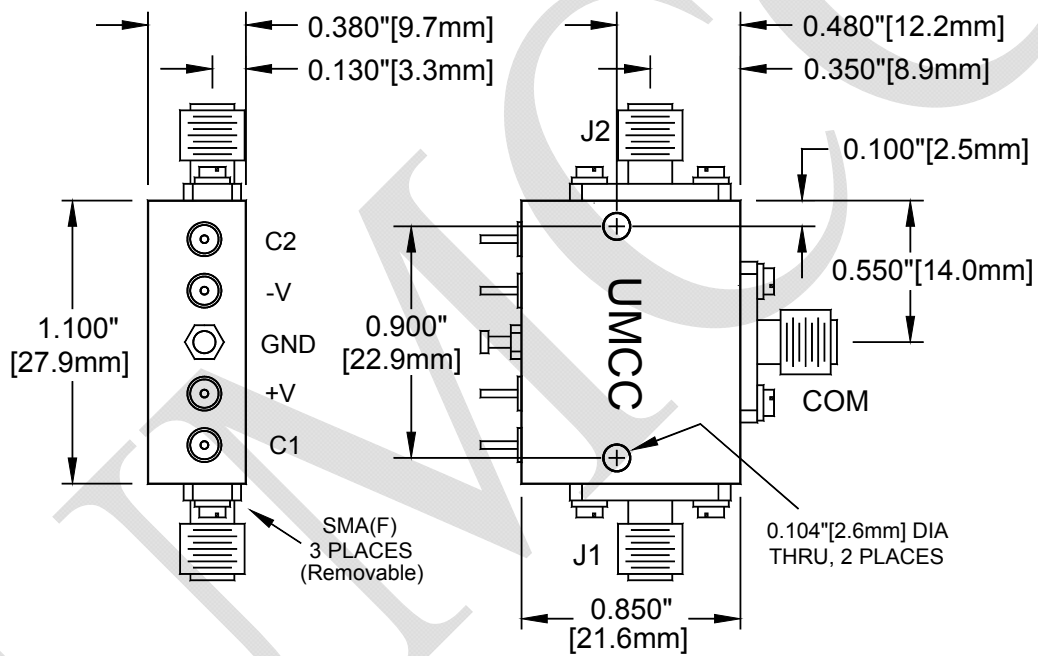 0.380"[9.7mm]
0.130"[3.3mm]
0.480"[12.2mm]
0.350"[8.9mm]
J2
0.100"[2.5mm]
0.550"[14.0mm]
C2
-V
GND
+V
C1
1.100"
[27.9mm]
0.900"
[22.9mm]
UMCC
COM
SMA(F)
3 PLACES
(Removable)
J1
0.104"[2.6mm] DIA
THRU, 2 PLACES
0.850"
[21.6mm]
UMCC